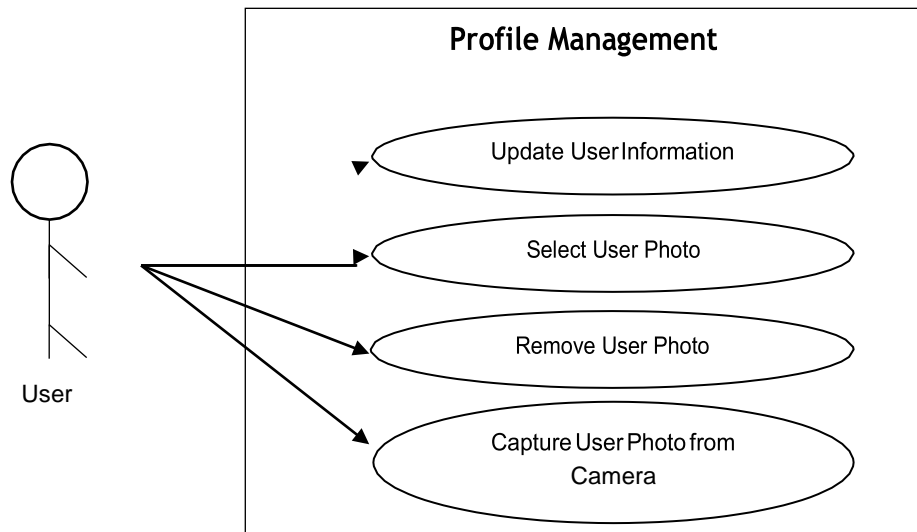 Profile Management
Update User Information
Select User Photo
Remove User Photo
Capture User Photo from
Camera
User